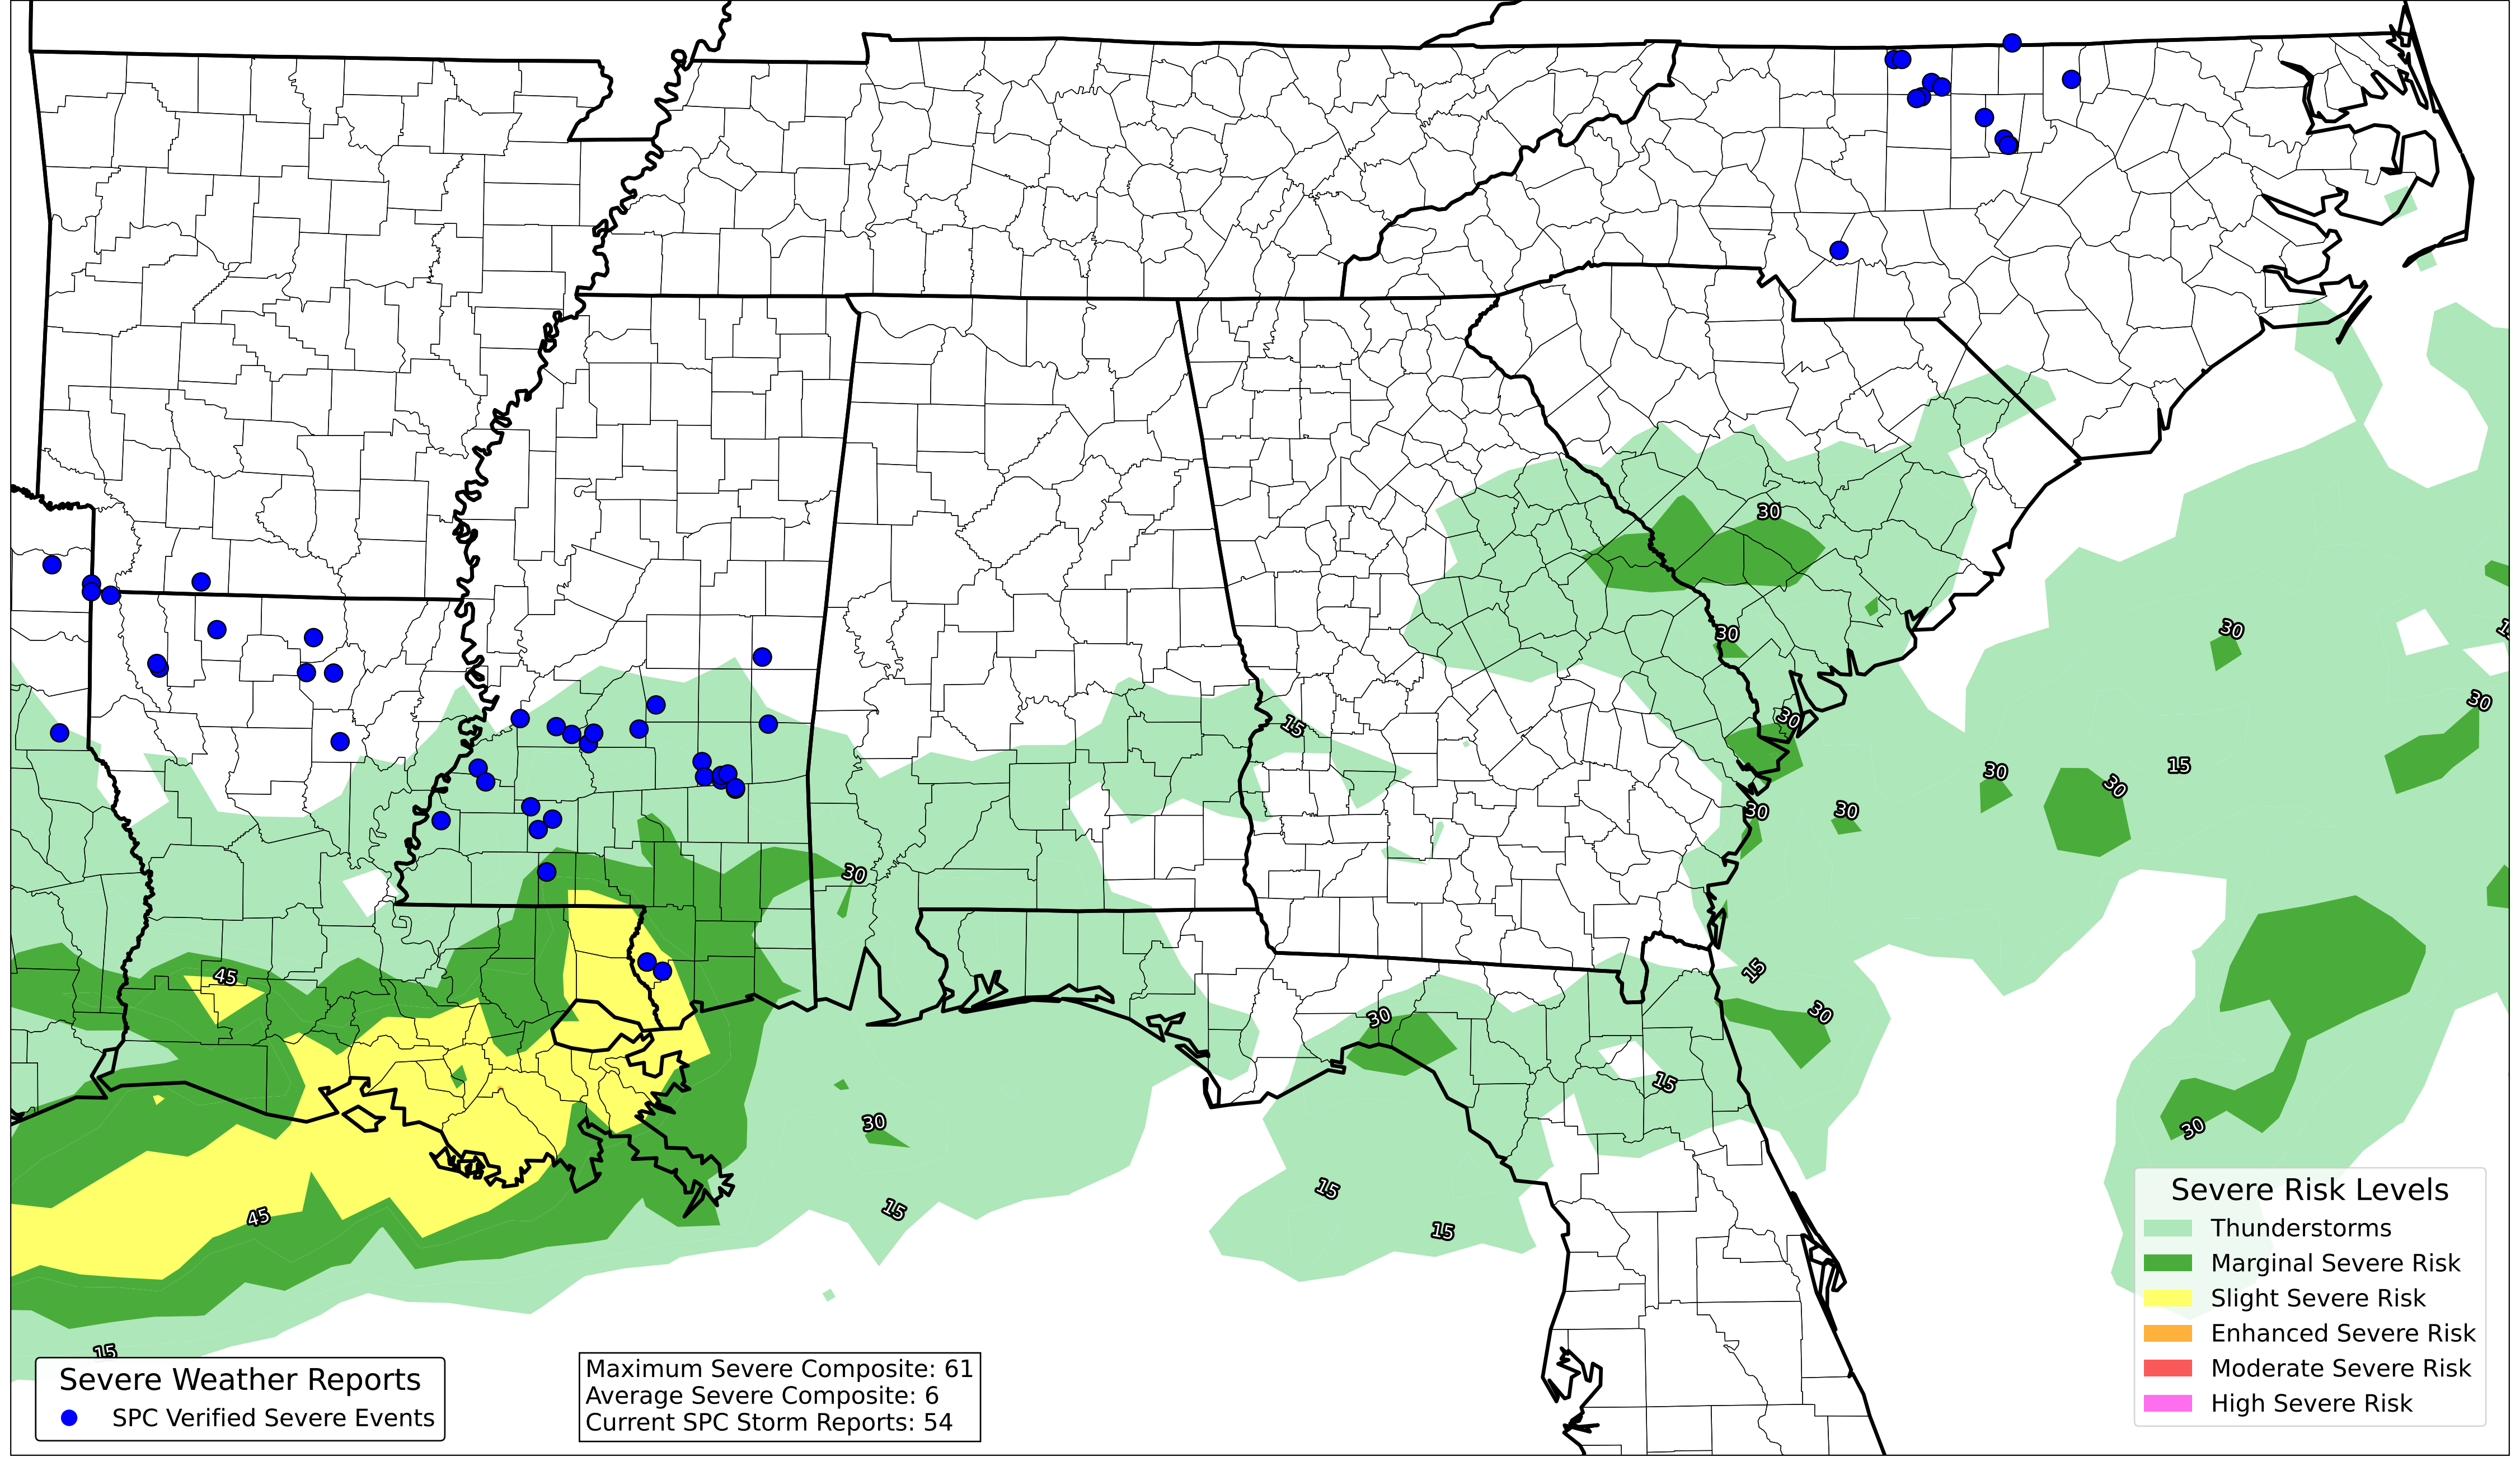 30
30
30
15
30
30
30
15
30
30
30
30
15
30
45
15
30
30
30
15
30
15
45
15
15
15
30
15
Severe Weather Reports
SPC Verified Severe Events
Maximum Severe Composite: 61
Average Severe Composite: 6
Current SPC Storm Reports: 54
Severe Risk Levels
Thunderstorms
Marginal Severe Risk
Slight Severe Risk
Enhanced Severe Risk
Moderate Severe Risk
High Severe Risk